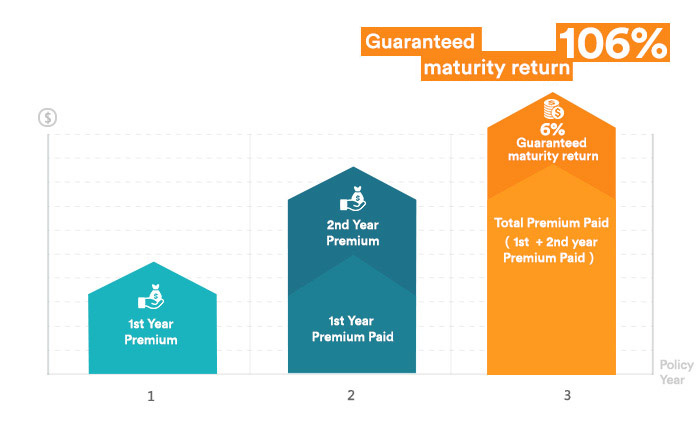 Guaranteed
106%
maturity return
$
6%
Guaranteed
maturity return
2nd Year
Premium
Total Premium Paid
( 1st + 2nd year
Premium Paid )
1st Year
Premium
1st Year
Premium Paid
Policy
Year
1
2
3